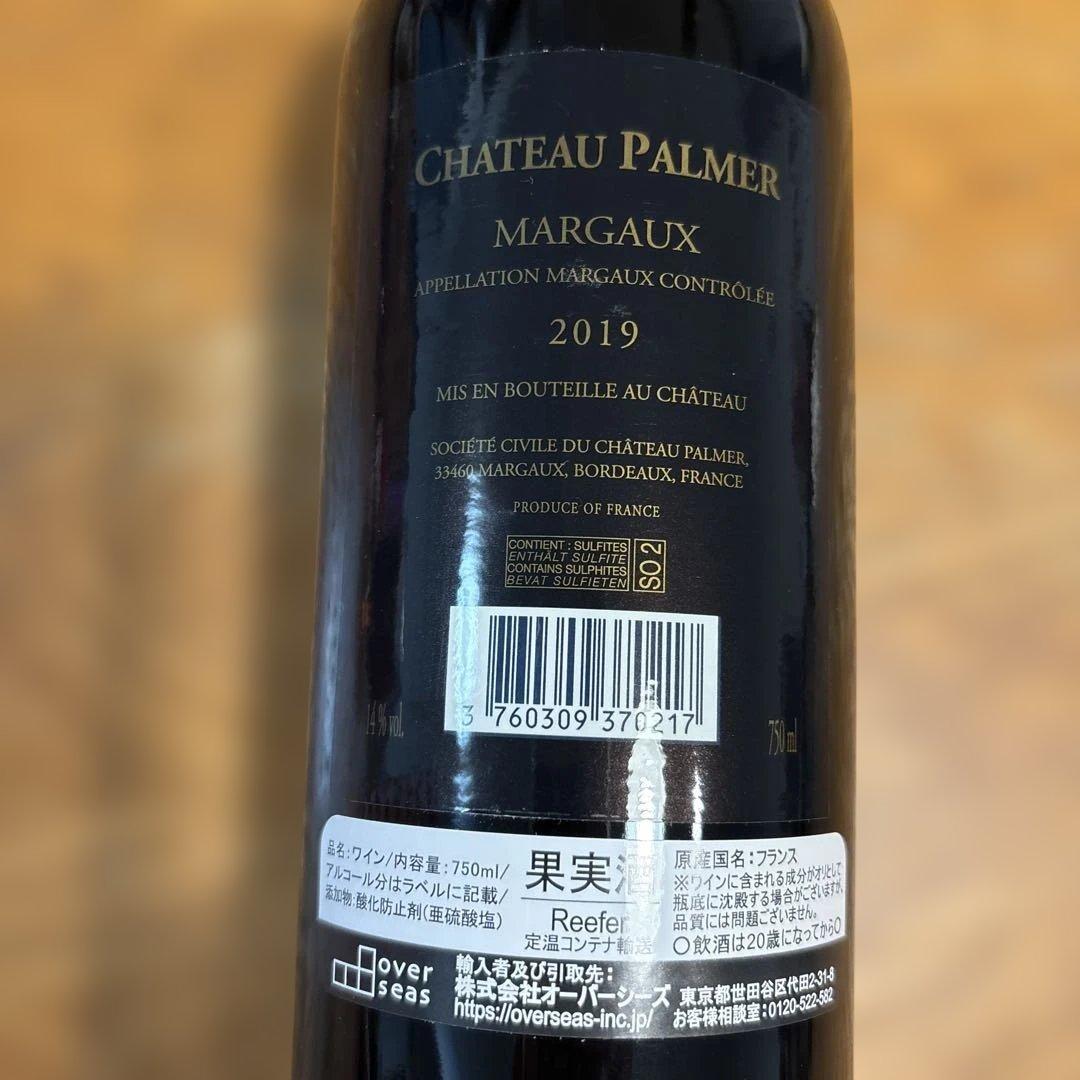 CHATEAU PALMER
MARGAUX
APPELLATION MARGAUX CONTRÔLÉE
2019
MIS EN BOUTEILLE AU CHÂTEAU
SOCIÉTÉ CIVILE DU CHÂTEAU PALMER,
33460 MARGAUX, BORDEAUX, FRANCE
PRODUCE OF FRANCE
CONTIENT : SULFITES
ENTHÄLT SULFITE
CONTAINS SULPHITES
BEVAT SULFIETEN
SO2
3 760309 370217
14 % vol.
750 ml
品名:ワイン/内容量:750ml/
アルコール分はラベルに記載/
添加物:酸化防止剤(亜硫酸塩)
果実酒
Reefer
定温コンテナ輸送
原産国名:フランス
※ワインに含まれる成分がオリとして
瓶底に沈殿する場合がございますが、
品質には問題ございません。
〇飲酒は20歳になってから〇
over
seas
輸入者及び引取先:
株式会社オーバーシーズ
https://overseas-inc.jp/
東京都世田谷区代田2-31-8
お客様相談室:0120-522-582